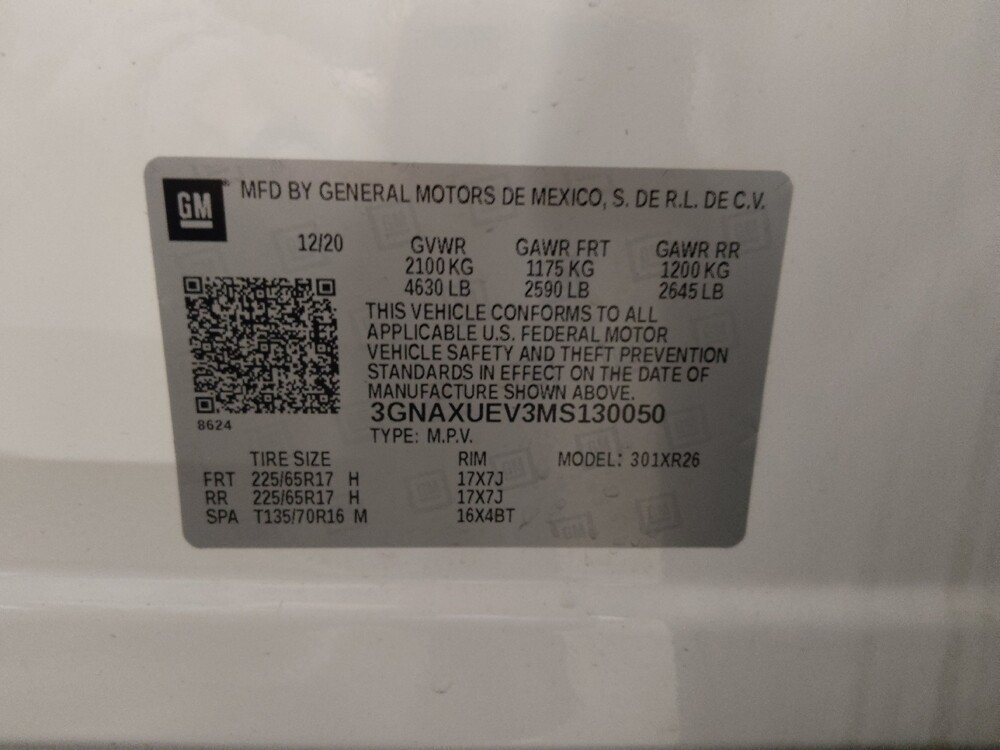 GM MFD BY GENERAL MOTORS DE MEXICO, S. DE R.L. DE C.V.
12/20 GVWR GAWR FRT GAWR RR
2100 KG 1175 KG 1200 KG
4630 LB 2590 LB 2645 LB
THIS VEHICLE CONFORMS TO ALL
APPLICABLE U.S. FEDERAL MOTOR
VEHICLE SAFETY AND THEFT PREVENTION
STANDARDS IN EFFECT ON THE DATE OF
MANUFACTURE SHOWN ABOVE.
3GNAXUEV3MS130050
8624
TYPE: M.P.V.
TIRE SIZE RIM MODEL: 301XR26
FRT 225/65R17 H 17X7J
RR 225/65R17 H 17X7J
SPA T135/70R16 M 16X4BT